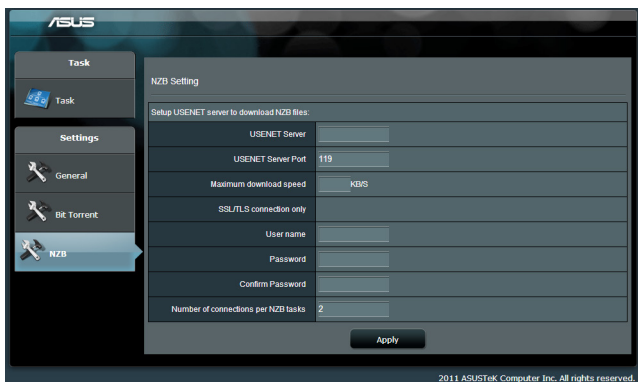 ASUS
Task
Task
Settings
General
Bit Torrent
NZB
NZB Setting
Setup USENET server to download NZB files:
USENET Server
USENET Server Port 119
Maximum download speed KB/S
SSL/TLS connection only
User name
Password
Confirm Password
Number of connections per NZB tasks 2
Apply
2011 ASUSTeK Computer Inc. All rights reserved.